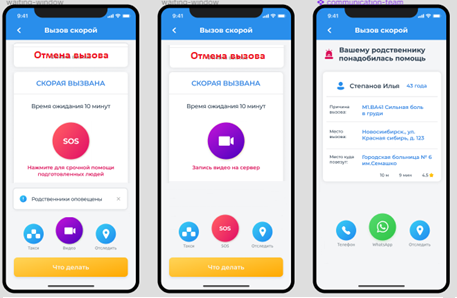 waiting-window
9:41
Вызов скорой
Отмена вызова
СКОРАЯ ВЫЗВАНА
Время ожидания 10 минут
SOS
Нажмите для срочной помощи
подготовленных людей
Родственники оповещены
Такси
Видео
Отследить
Что делать
waiting-window
9:41
Вызов скорой
Отмена вызова
СКОРАЯ ВЫЗВАНА
Время ожидания 10 минут
Запись видео на сервер
Такси
SOS
Отследить
Что делать
communication-team
9:41
Вызов скорой
Вашему родственнику
понадобилась помощь
Степанов Илья 43 года
Причина
вызова
М1.ВА41 Сильная боль
в груди
Место
вызова
Новосибирск., ул.
Красная сибирь, д. 123
Место куда
повезут
Городская больница № 6
им.Семашко
10 м 9 мин 4.1
Телефон
WhatsApp
Отследить